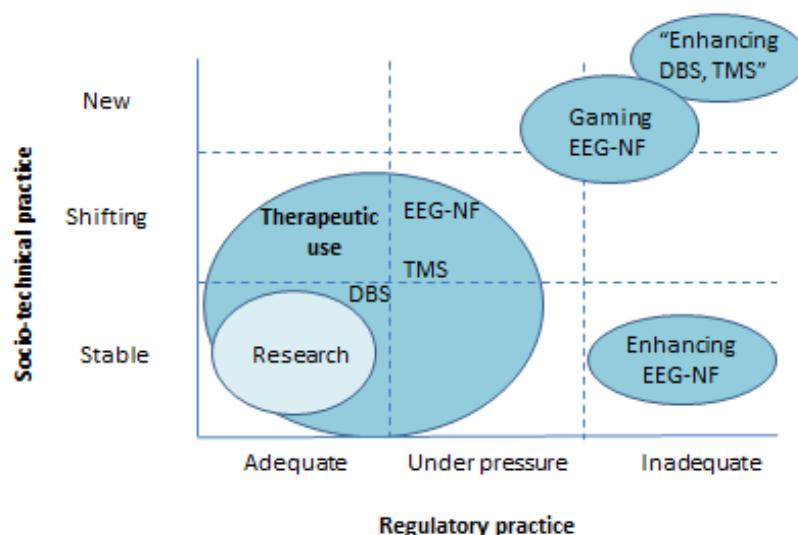 “Enhancing
DBS, TMS”
New
Gaming
EEG-NF
Socio-technical practice
Shifting
Therapeutic
use
EEG-NF
TMS
DBS
Stable
Research
Enhancing
EEG-NF
Adequate
Under pressure
Inadequate
Regulatory practice